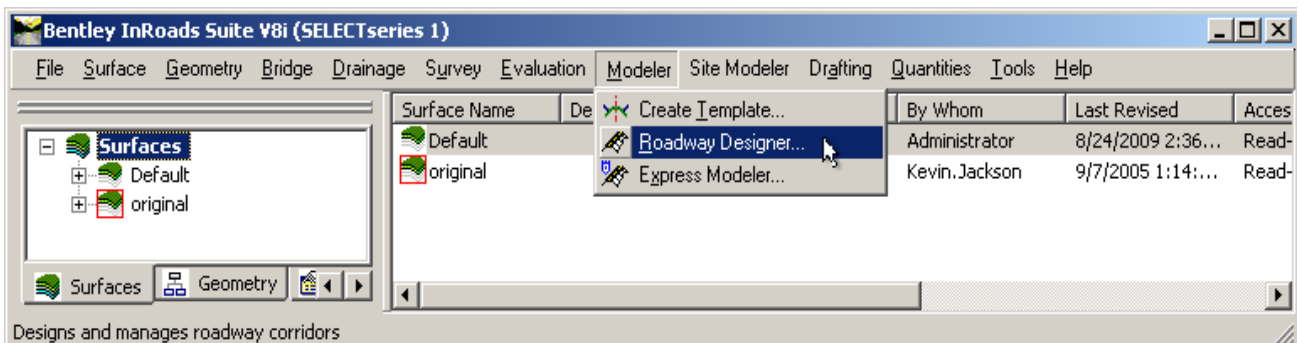 Bentley InRoads Suite V8i (SELECTseries 1)
File Surface Geometry Bridge Drainage Survey Evaluation Modeler Site Modeler Drafting Quantities Tools Help
Surface Name De By Whom Last Revised Acces
Create Template...
Roadway Designer...
Express Modeler...
Surfaces
Default
original
Default Administrator 8/24/2009 2:36... Read-
original Kevin.Jackson 9/7/2005 1:14:... Read-
Surfaces Geometry
Designs and manages roadway corridors